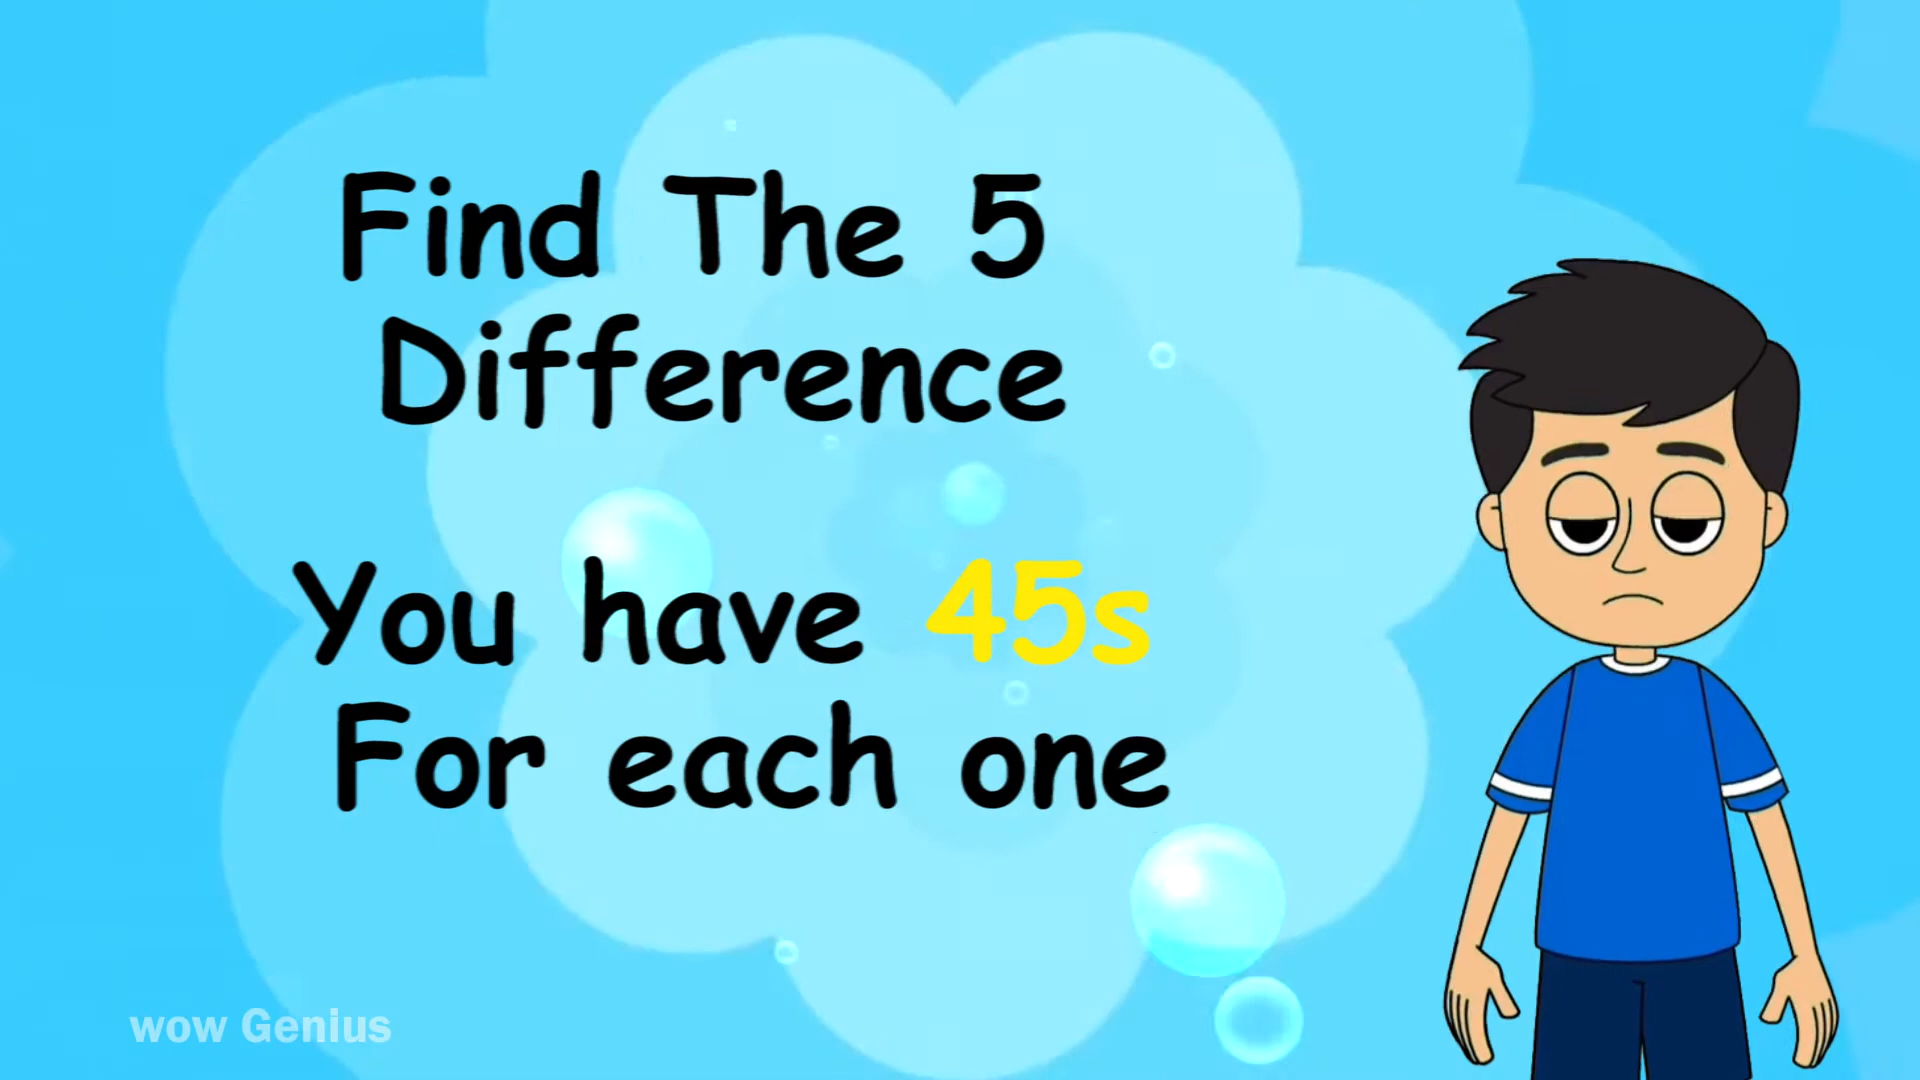 Find The 5
Difference
You have 45s
For each one
wow Genius